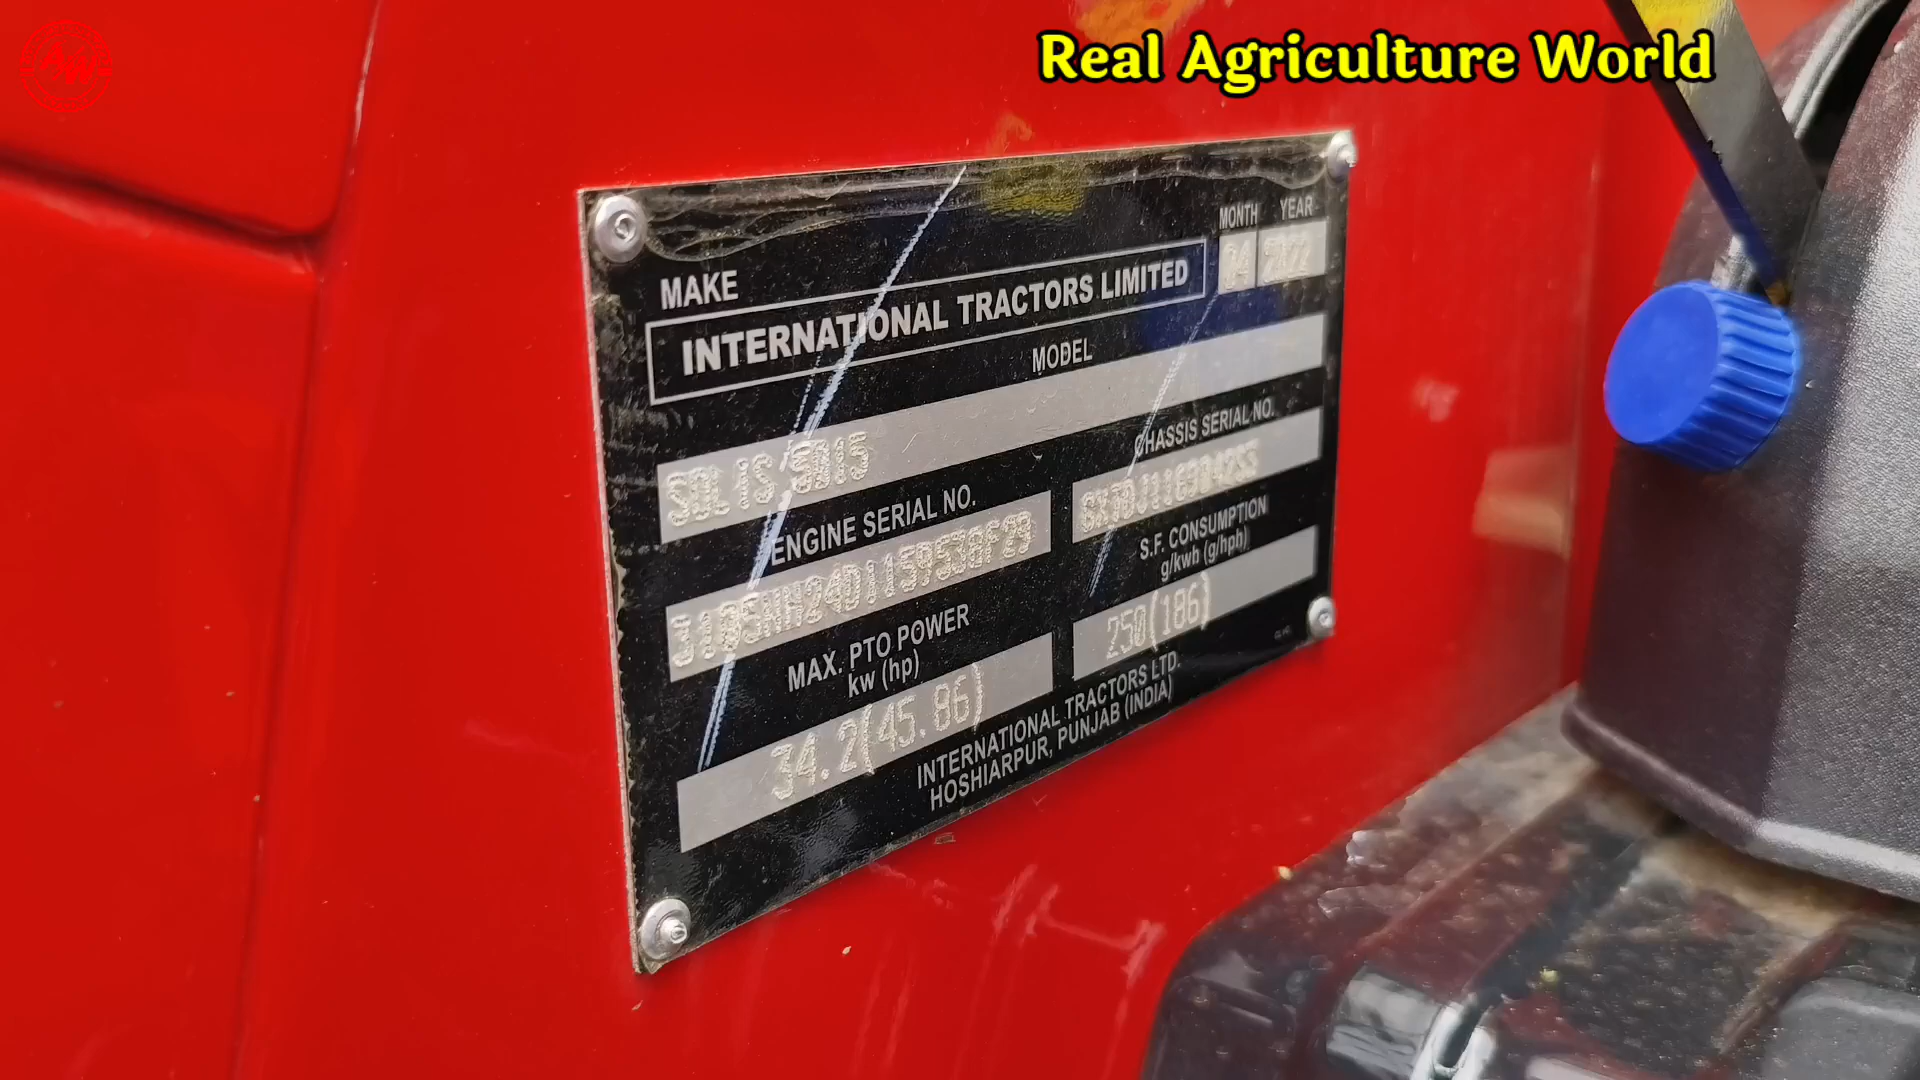 Real Agriculture World
MONTH YEAR
04 2022
MAKE
INTERNATIONAL TRACTORS LIMITED
MODEL
SOLIS 5015
ENGINE SERIAL NO.
CHASSIS SERIAL NO.
3105NH24D1159538F29
MAX. PTO POWER
kw (hp)
S.F. CONSUMPTION
g/kwh (g/hph)
34.2(45.86)
250(186)
INTERNATIONAL TRACTORS LTD.
HOSHIARPUR, PUNJAB (INDIA)